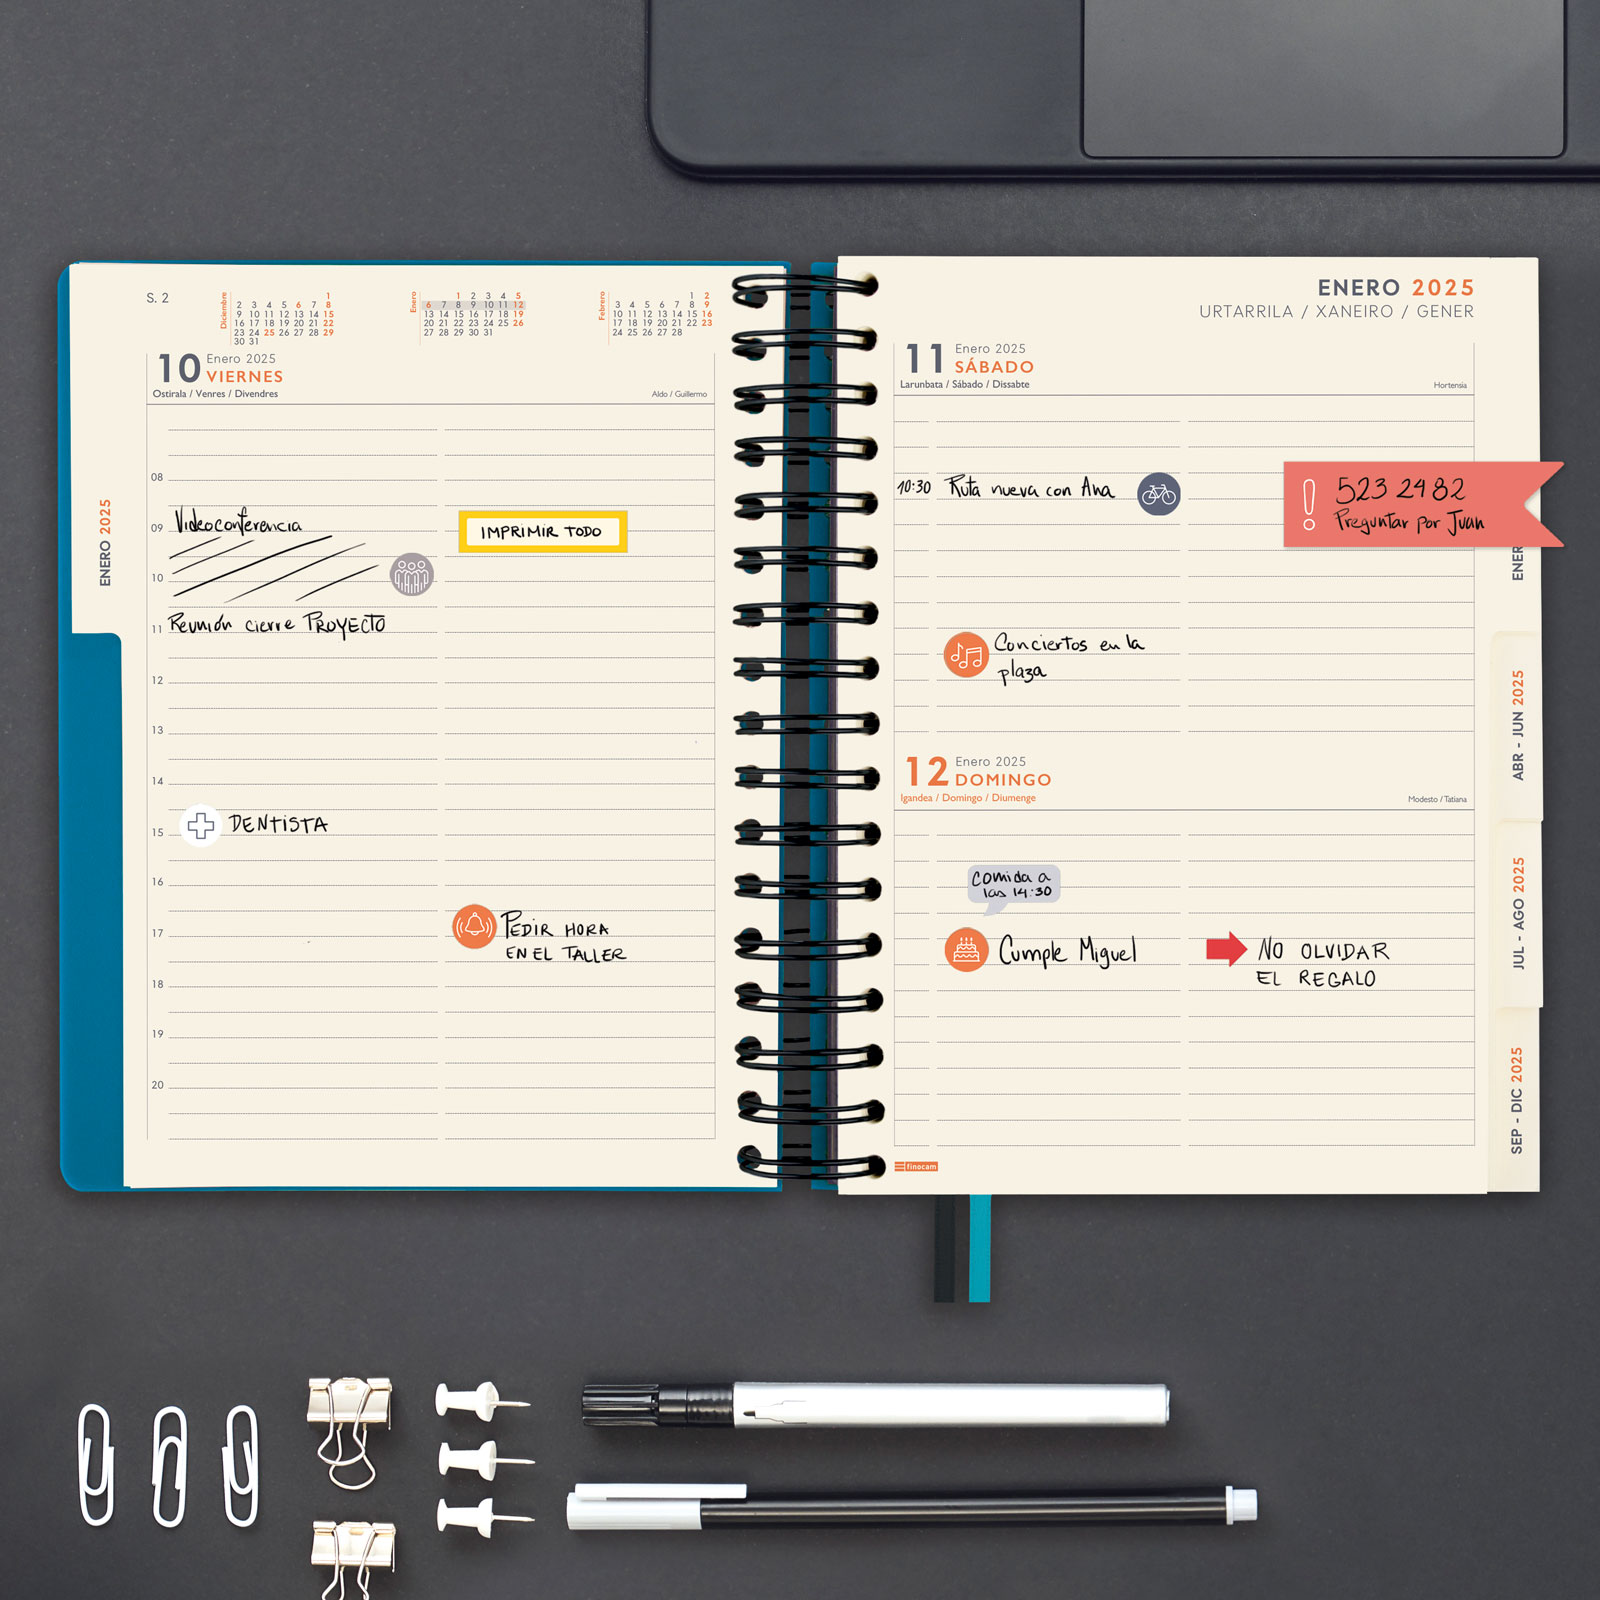 S. 2
Diciembre
1
2 3 4 5 6 7 8
9 10 11 12 13 14 15
16 17 18 19 20 21 22
23 24 25 26 27 28 29
30 31
Enero
1 2 3 4 5
6 7 8 9 10 11 12
13 14 15 16 17 18 19
20 21 22 23 24 25 26
27 28 29 30 31
Febrero
1 2
3 4 5 6 7 8 9
10 11 12 13 14 15 16
17 18 19 20 21 22 23
24 25 26 27 28
10 Enero 2025
VIERNES
Ostirala / Venres / Divendres
Aldo / Guillermo
ENERO 2025
08
09 Videoconferencia
IMPRIMIR TODO
10
11 Reunión cierre PROYECTO
12
13
14
15 DENTISTA
16
17
PEDIR HORA
EN EL TALLER
18
19
20
ENERO 2025
URTARRILA / XANEIRO / GENER
11 Enero 2025
SÁBADO
Larunbata / Sábado / Dissabte
Hortensia
10:30 Ruta nueva con Ana
523 2482
Preguntar por Juan
Conciertos en la
plaza
12 Enero 2025
DOMINGO
Igandea / Domingo / Diumenge
Modesto / Tatiana
Comida a
las 14:30
Cumple Miguel
NO OLVIDAR
EL REGALO
finocam
ENER
ABR - JUN 2025
JUL - AGO 2025
SEP - DIC 2025